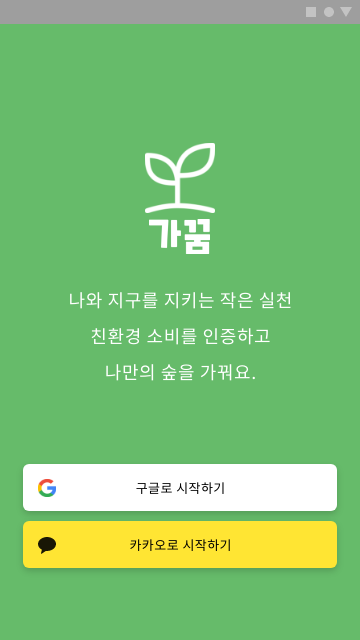 가꿈
나와 지구를 지키는 작은 실천
친환경 소비를 인증하고
나만의 숲을 가꿔요.
구글로 시작하기
카카오로 시작하기